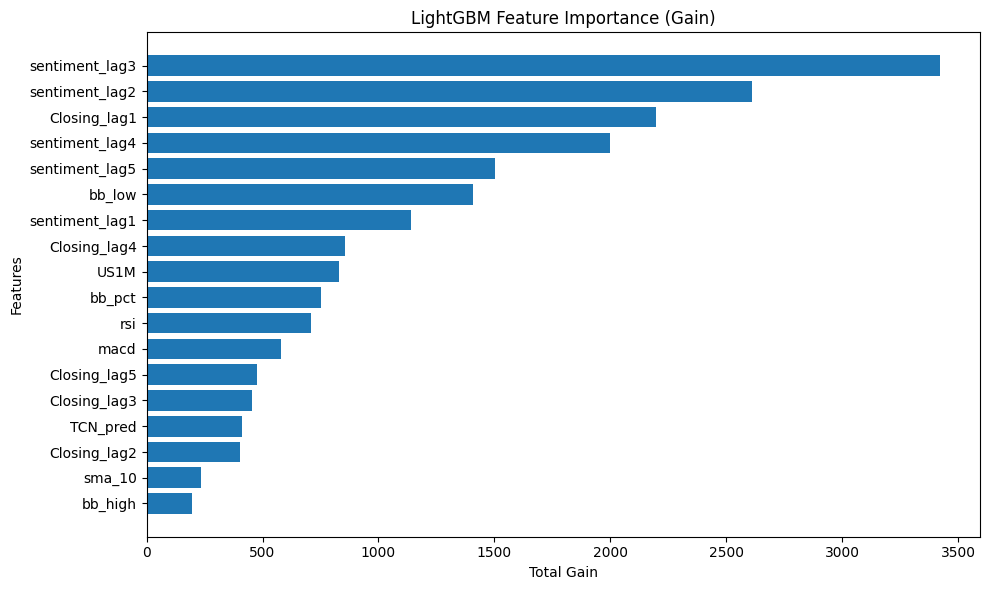 LightGBM Feature Importance (Gain)
Features
sentiment_lag3
sentiment_lag2
Closing_lag1
sentiment_lag4
sentiment_lag5
bb_low
sentiment_lag1
Closing_lag4
US1M
bb_pct
rsi
macd
Closing_lag5
Closing_lag3
TCN_pred
Closing_lag2
sma_10
bb_high
0 500 1000 1500 2000 2500 3000 3500
Total Gain